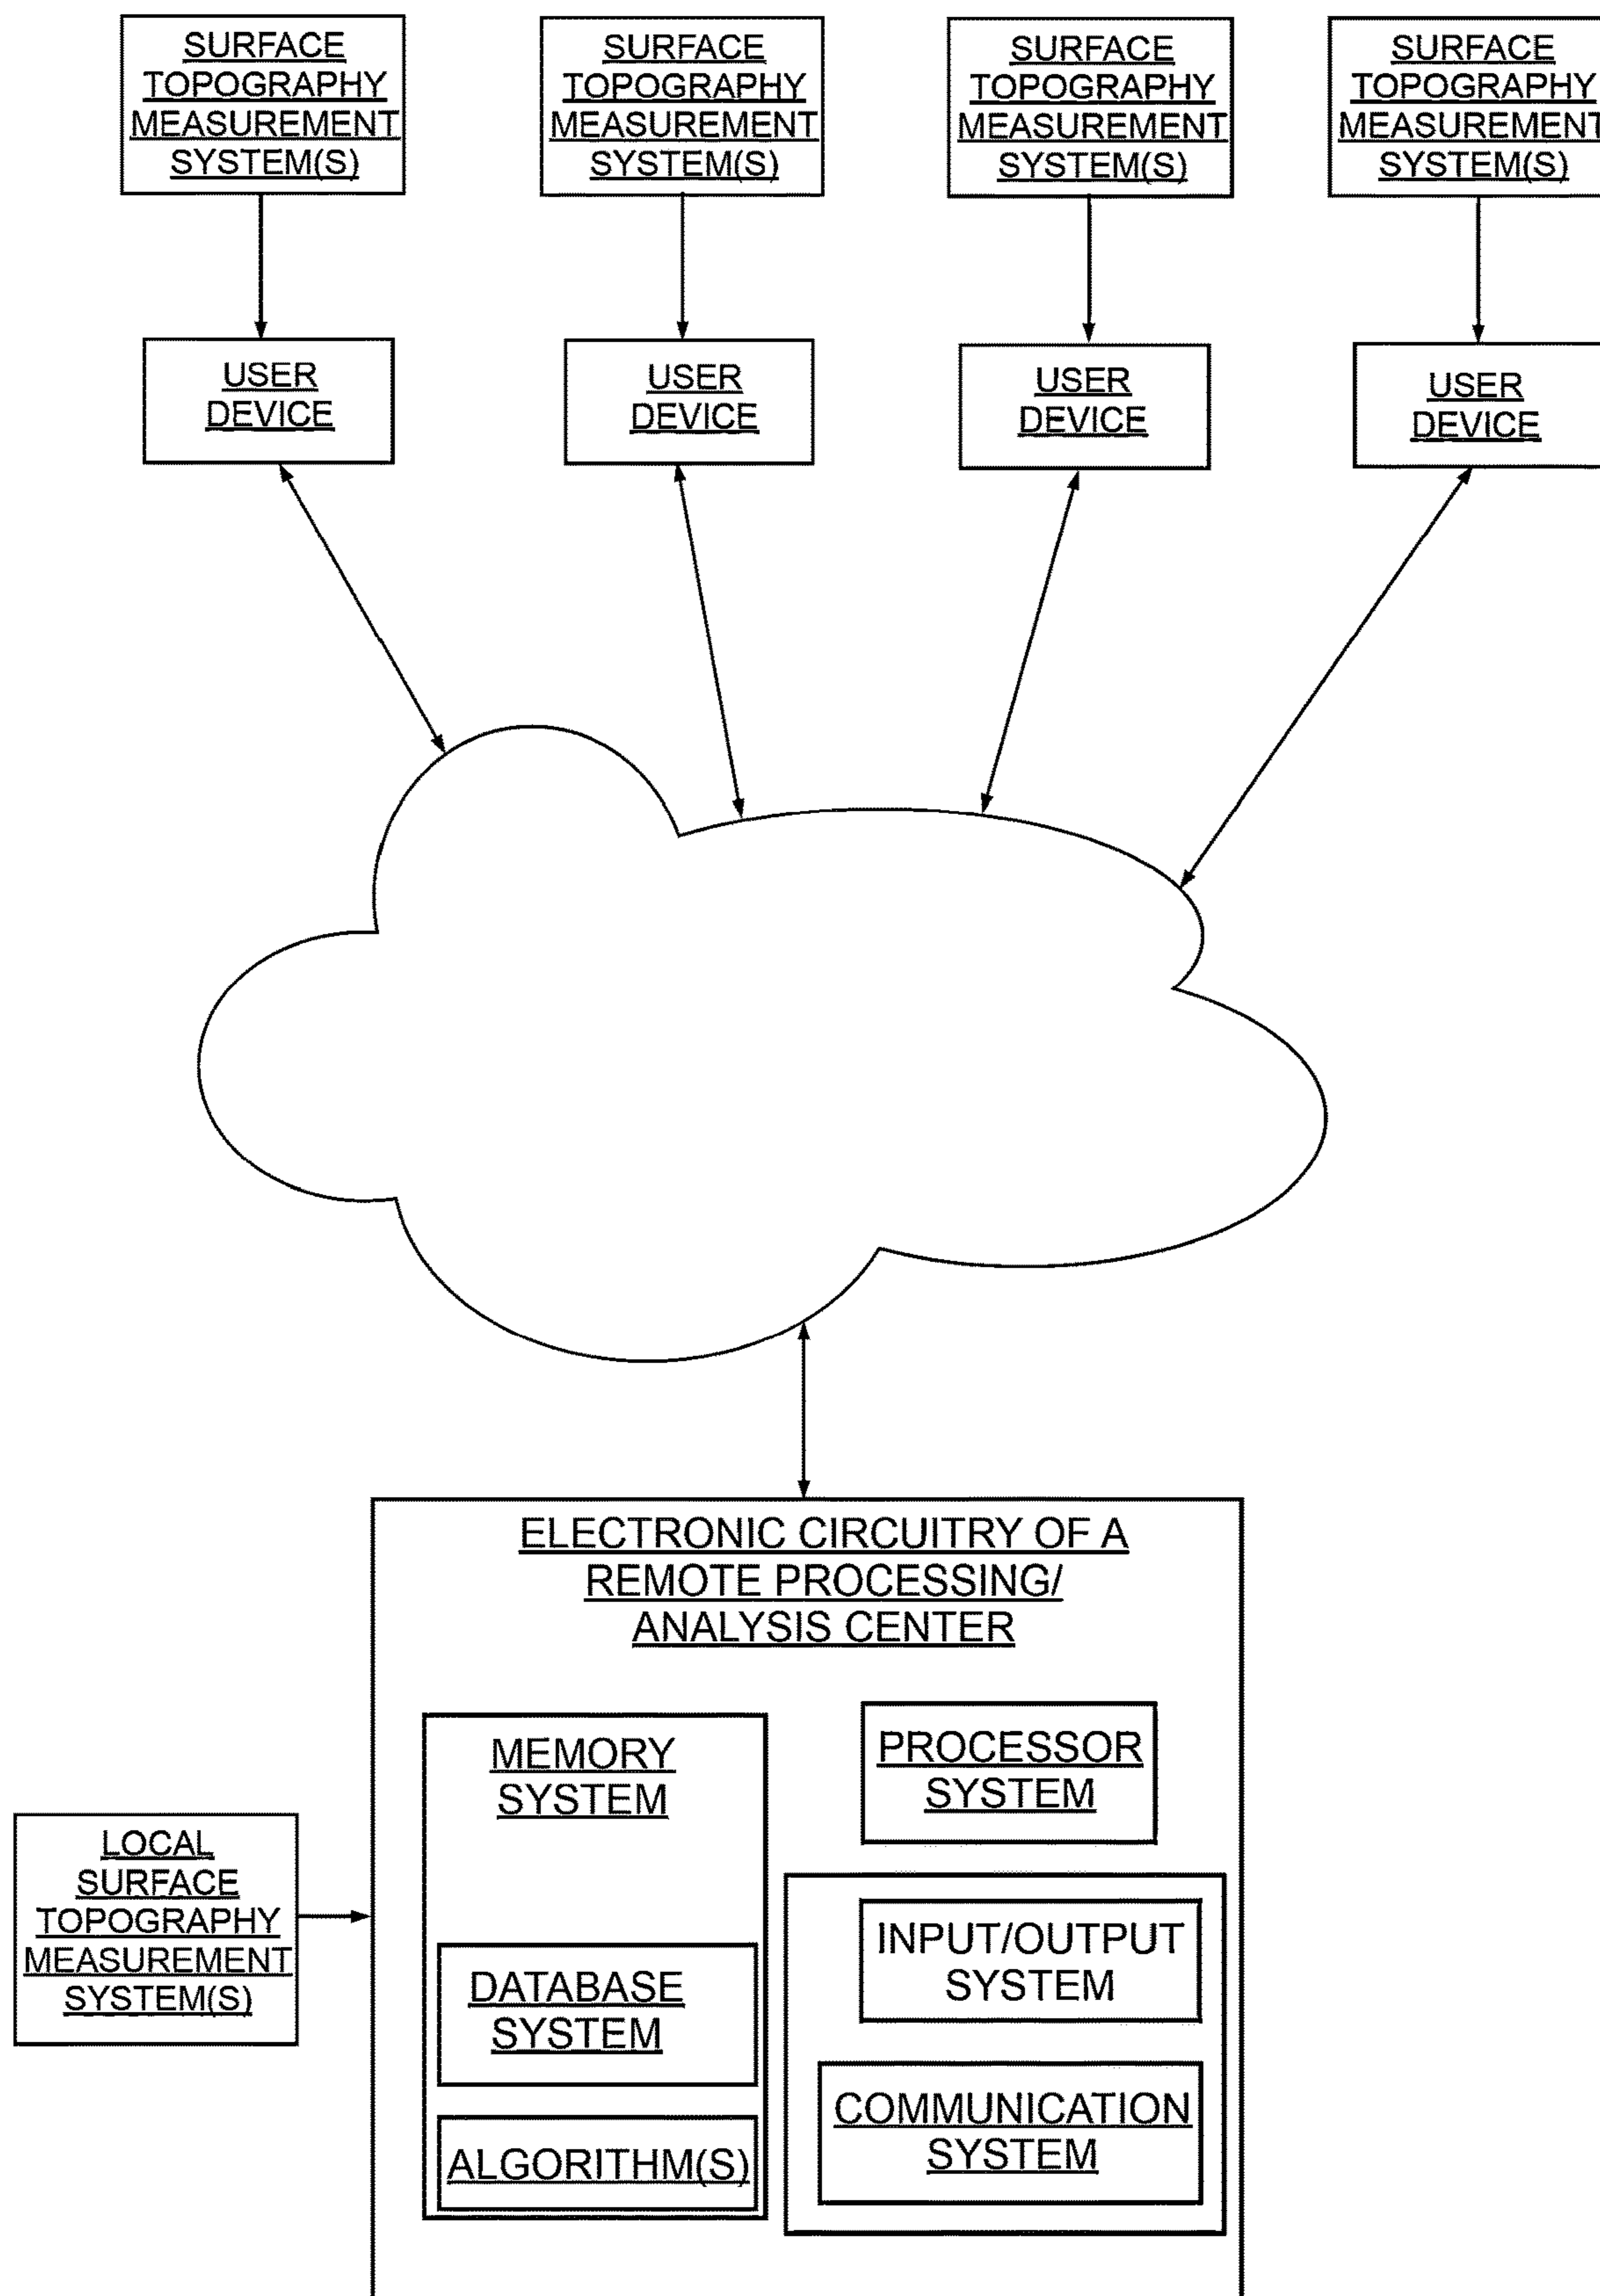 SURFACE
TOPOGRAPHY
MEASUREMENT
SYSTEM(S)
SURFACE
TOPOGRAPHY
MEASUREMENT
SYSTEM(S)
SURFACE
TOPOGRAPHY
MEASUREMENT
SYSTEM(S)
SURFACE
TOPOGRAPHY
MEASUREMENT
SYSTEM(S)
USER
DEVICE
USER
DEVICE
USER
DEVICE
USER
DEVICE
ELECTRONIC CIRCUITRY OF A
REMOTE PROCESSING/
ANALYSIS CENTER
MEMORY
SYSTEM
PROCESSOR
SYSTEM
LOCAL
SURFACE
TOPOGRAPHY
MEASUREMENT
SYSTEM(S)
DATABASE
SYSTEM
ALGORITHM(S)
INPUT/OUTPUT
SYSTEM
COMMUNICATION
SYSTEM